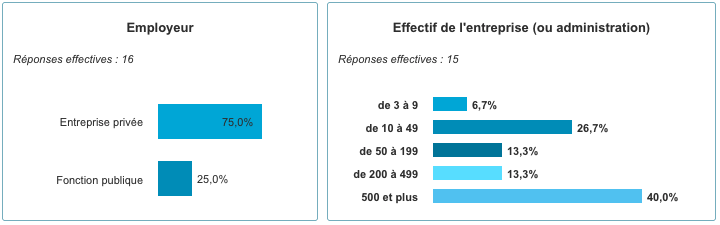 Employeur
Réponses effectives : 16
Entreprise privée 75,0%
Fonction publique 25,0%
Effectif de l'entreprise (ou administration)
Réponses effectives : 15
de 3 à 9 6,7%
de 10 à 49 26,7%
de 50 à 199 13,3%
de 200 à 499 13,3%
500 et plus 40,0%